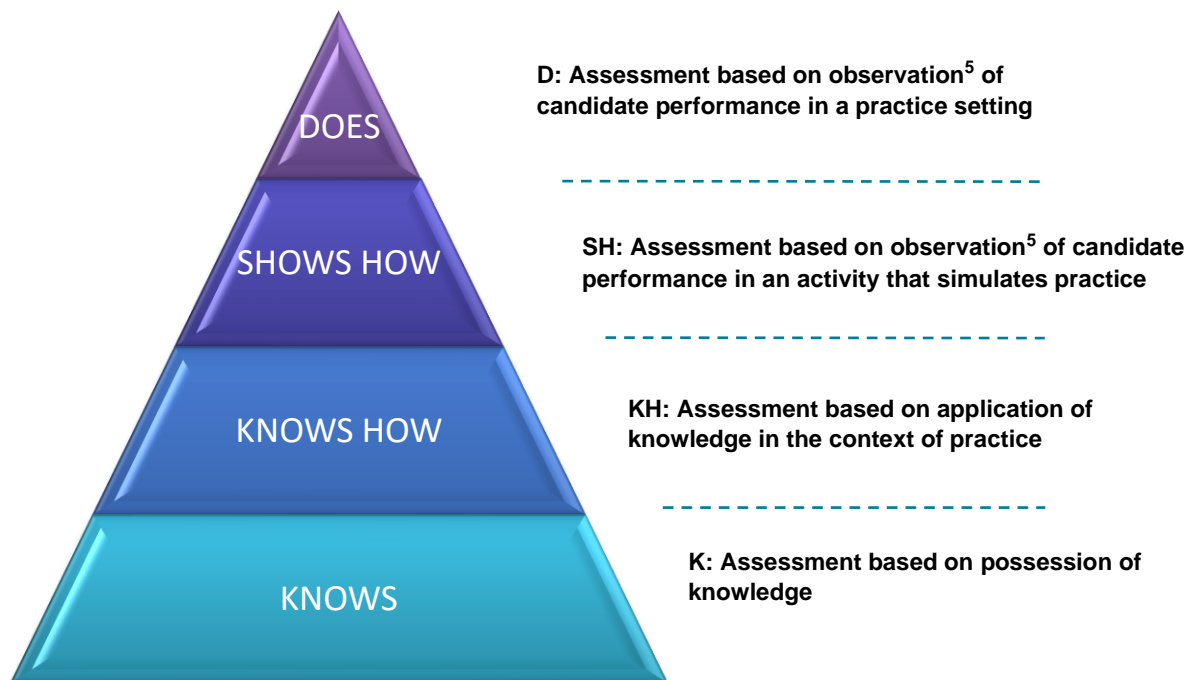 DOES
D: Assessment based on observation⁵ of
candidate performance in a practice setting
SHOWS HOW
SH: Assessment based on observation⁵ of candidate
performance in an activity that simulates practice
KNOWS HOW
KH: Assessment based on application of
knowledge in the context of practice
KNOWS
K: Assessment based on possession of
knowledge